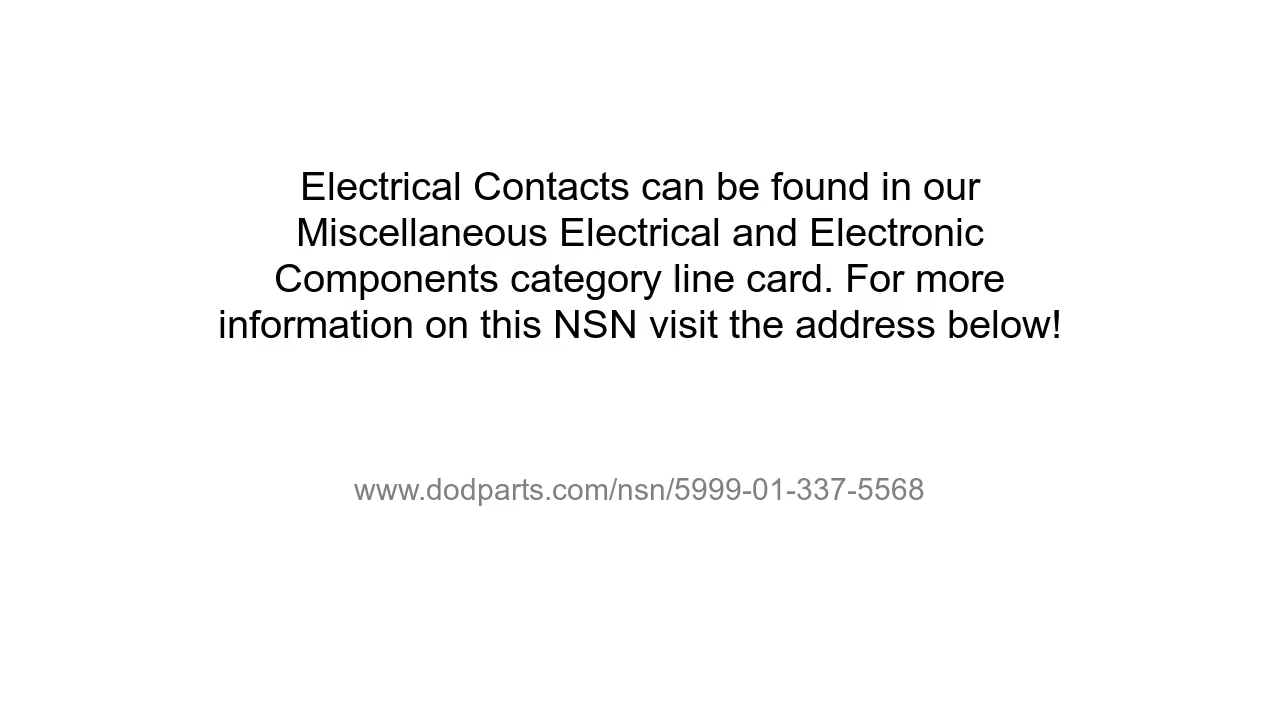 Electrical Contacts can be found in our
Miscellaneous Electrical and Electronic
Components category line card. For more
information on this NSN visit the address below!
www.dodparts.com/nsn/5999-01-337-5568